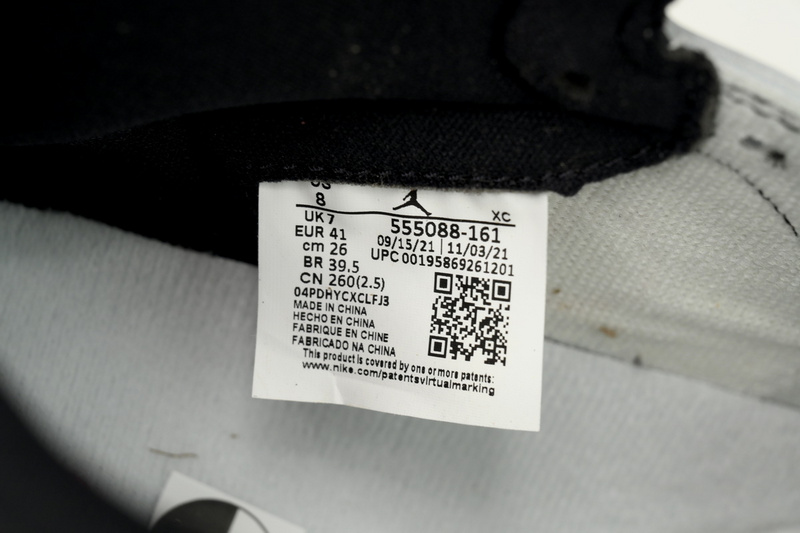 US
8
XC
UK 7
555088-161
EUR 41
09/15/21 | 11/03/21
cm 26
UPC 00195869261201
BR 39.5
CN 260(2.5)
04PDHYCXCLFJ3
MADE IN CHINA
HECHO EN CHINA
FABRIQUE EN CHINE
FABRICADO NA CHINA
This product is covered by one or more patents:
www.nike.com/patentsvirtualmarking